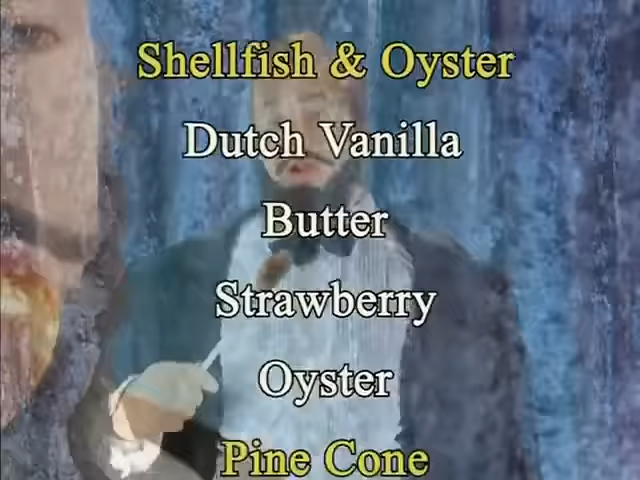 Shellfish & Oyster
Dutch Vanilla
Butter
Strawberry
Oyster
Pine Cone